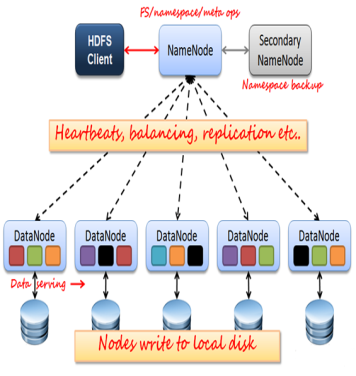 FS/namespace/meta ops
HDFS
Client
NameNode
Secondary
NameNode
Namespace backup
Heartbeats, balancing, replication etc..
DataNode
DataNode
DataNode
DataNode
DataNode
Data serving
Nodes write to local disk